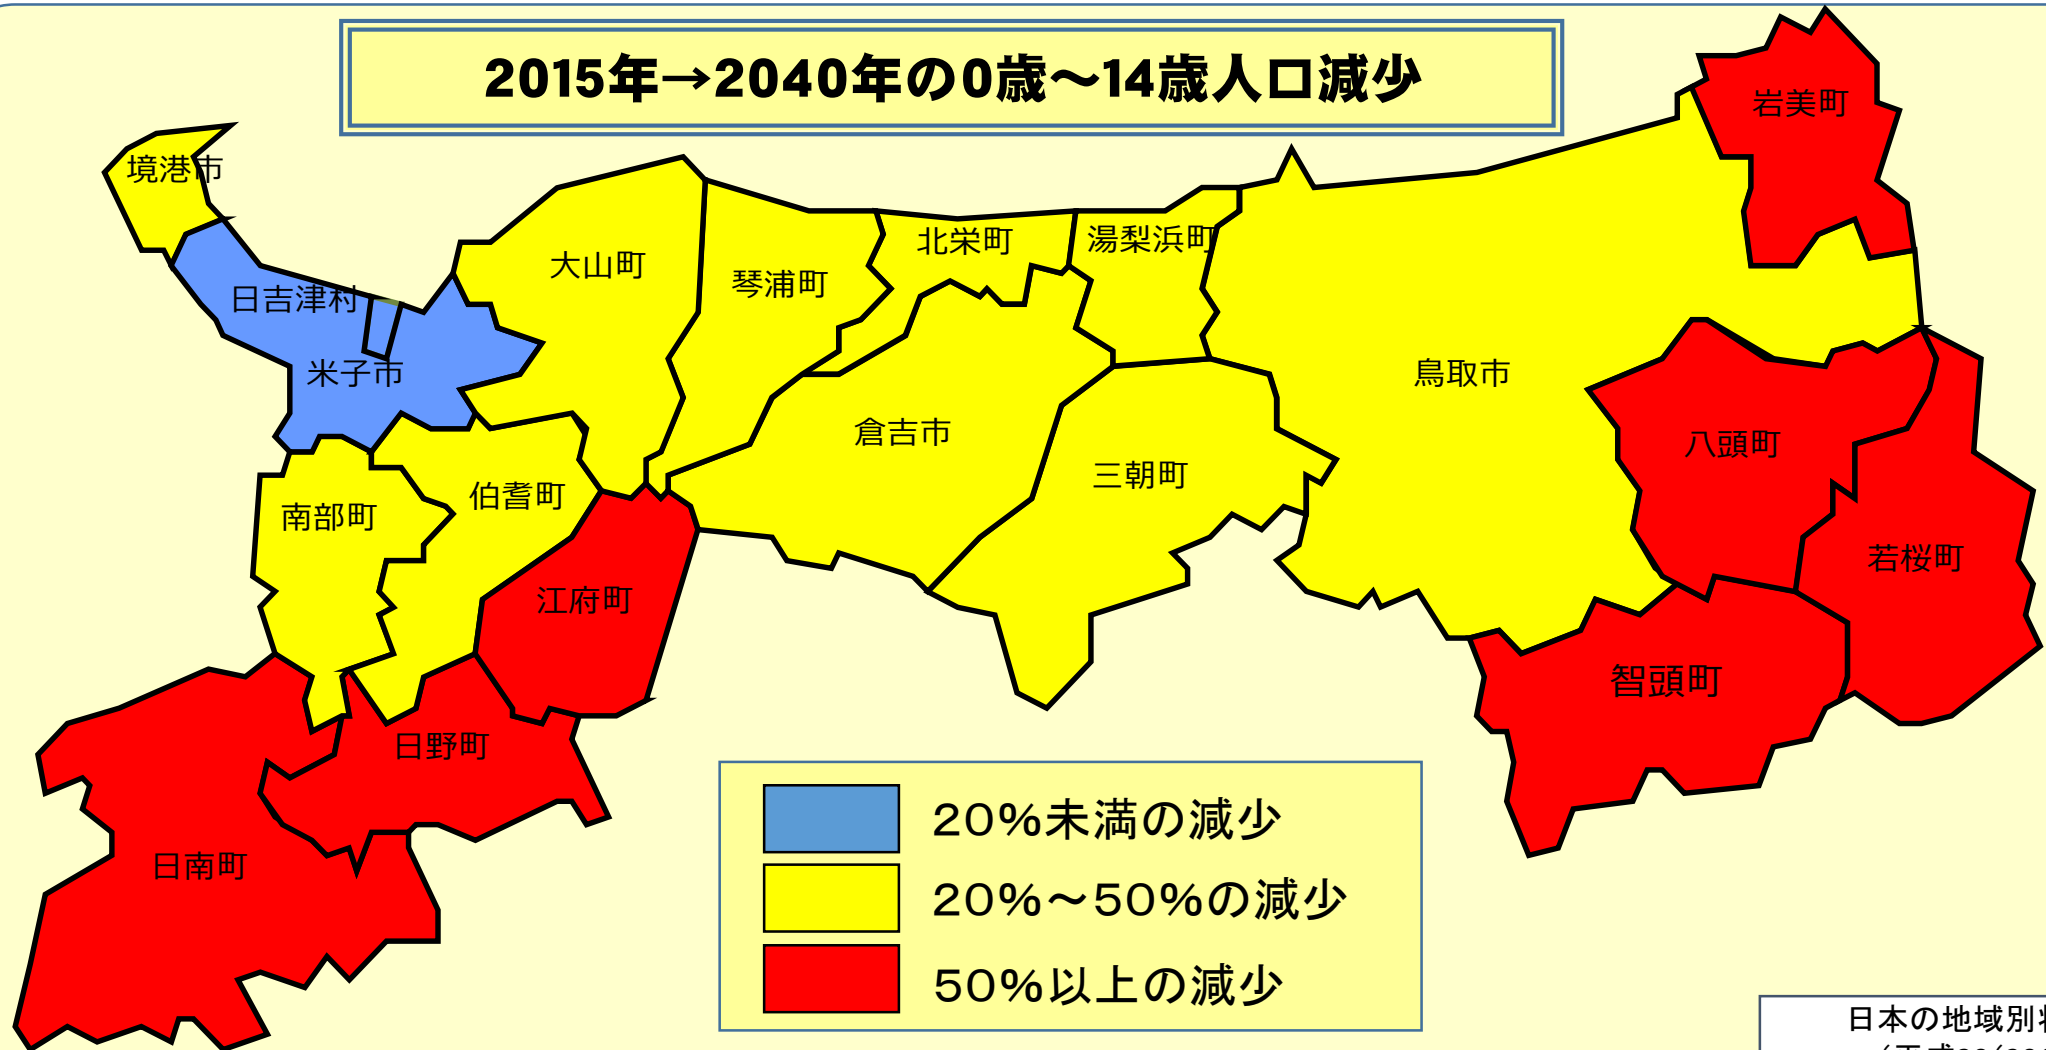 2015年→2040年の0歳～14歳人口減少
岩美町
境港市
大山町
琴浦町
北栄町
湯梨浜町
日吉津村
米子市
鳥取市
倉吉市
八頭町
三朝町
南部町
伯耆町
若桜町
江府町
智頭町
日野町
日南町
20%未満の減少
20%～50%の減少
50%以上の減少
日本の地域別